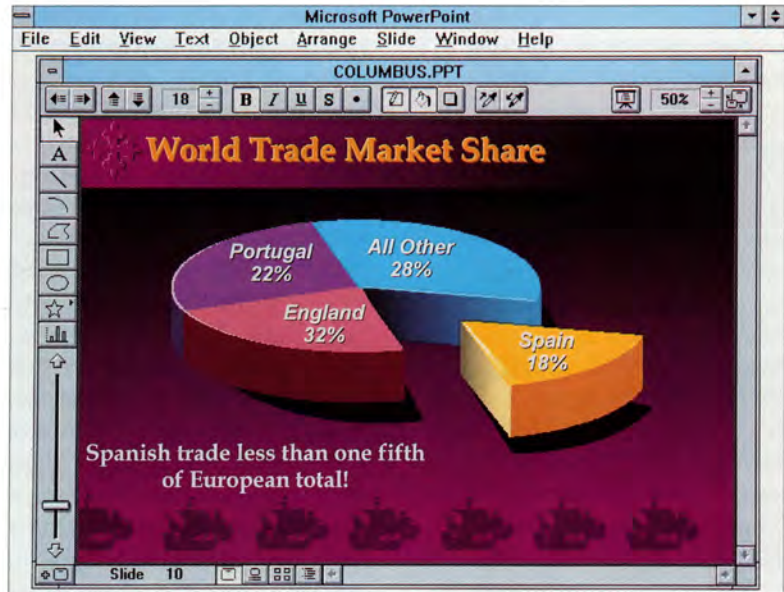 Microsoft PowerPoint
File Edit View Text Object Arrange Slide Window Help
COLUMBUS.PPT
18 + - B I U S • 50% + -
A
World Trade Market Share
Portugal
22%
All Other
28%
England
32%
Spain
18%
Spanish trade less than one fifth
of European total!
Slide 10